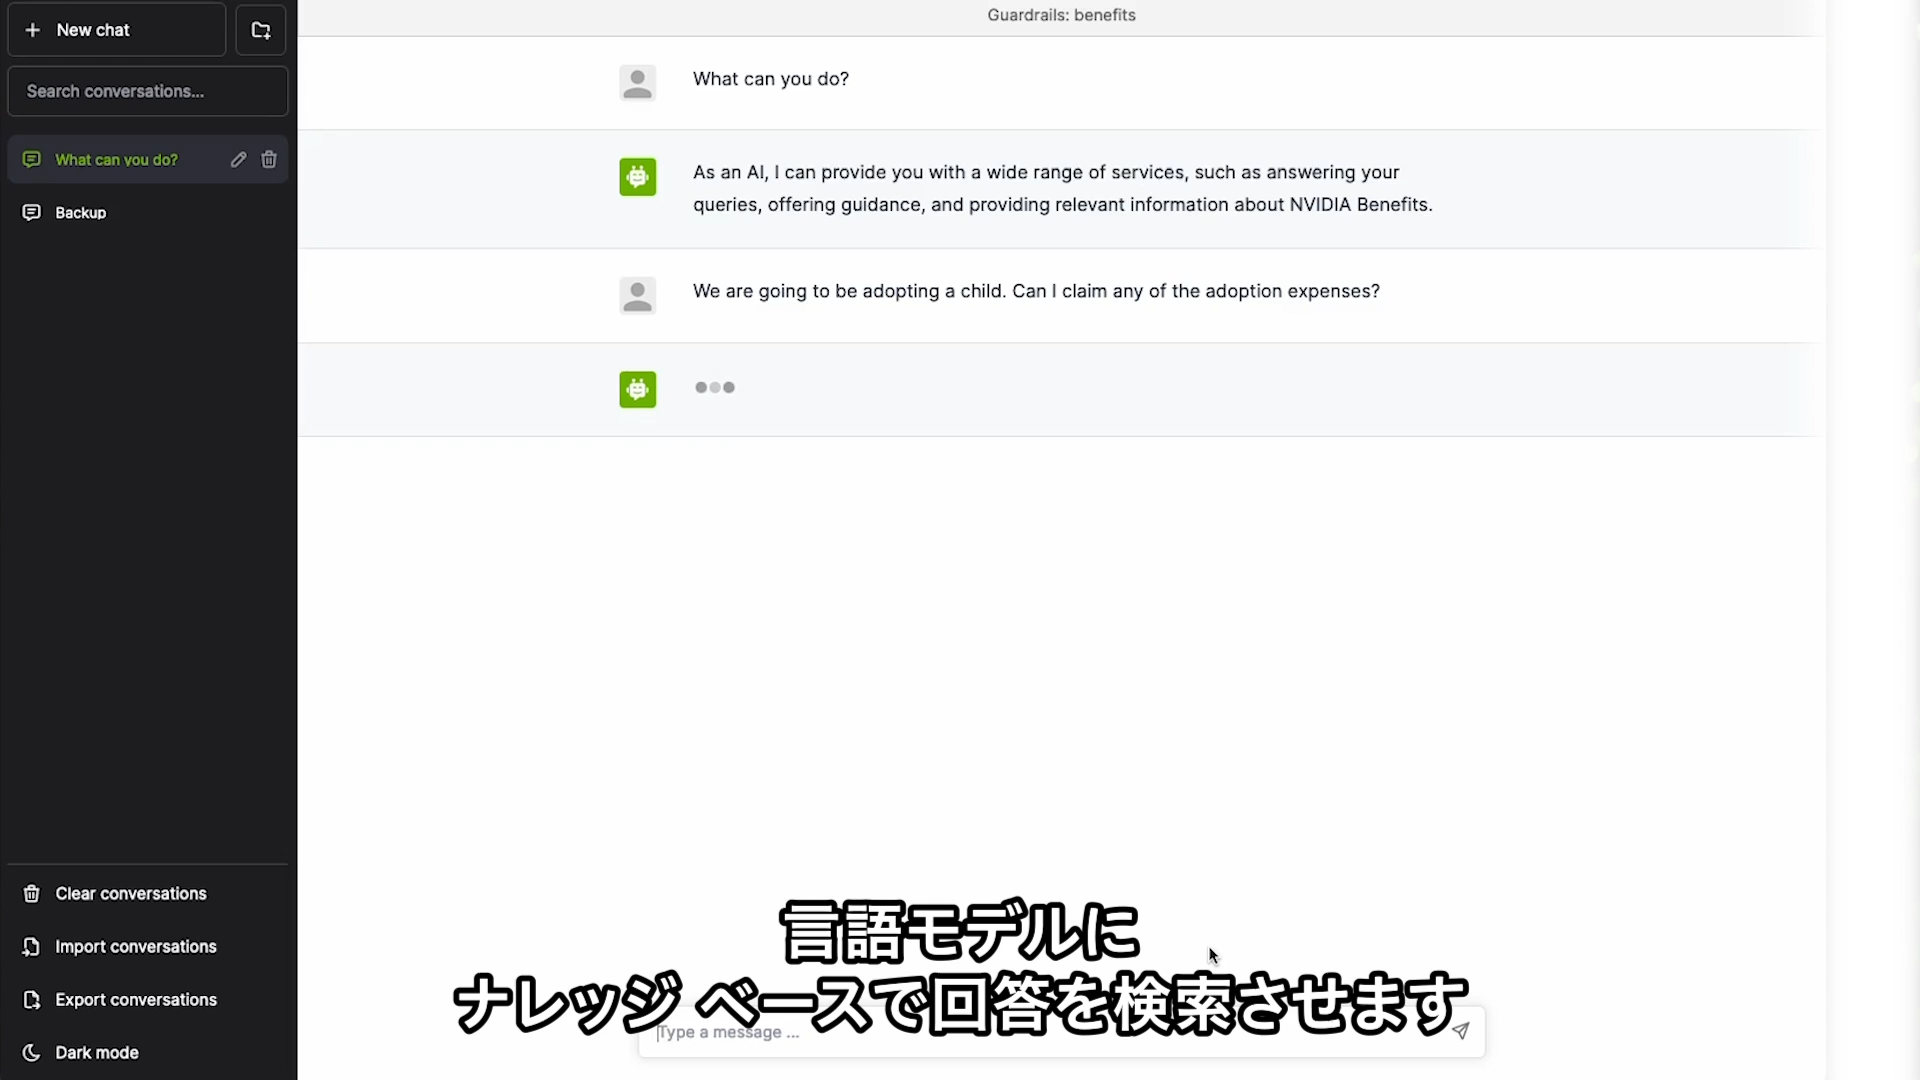 New chat
Search conversations...
What can you do?
Backup
Clear conversations
Import conversations
Export conversations
Dark mode
Guardrails: benefits
What can you do?
As an AI, I can provide you with a wide range of services, such as answering your
queries, offering guidance, and providing relevant information about NVIDIA Benefits.
We are going to be adopting a child. Can I claim any of the adoption expenses?
Type a message ...
言語モデルに
ナレッジ ベースで回答を検索させます